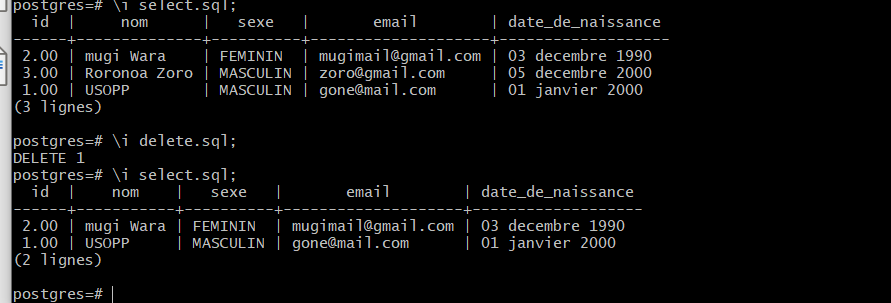 postgres=# \i select.sql;
  id  |     nom      |   sexe   |       email        | date_de_naissance
------+--------------+----------+--------------------+-------------------
 2.00 | mugi Wara    | FEMININ  | mugimail@gmail.com | 03 decembre 1990
 3.00 | Roronoa Zoro | MASCULIN | zoro@gmail.com     | 05 decembre 2000
 1.00 | USOPP        | MASCULIN | gone@mail.com      | 01 janvier 2000
(3 lignes)

postgres=# \i delete.sql;
DELETE 1
postgres=# \i select.sql;
  id  |    nom    |   sexe   |       email        | date_de_naissance
------+-----------+----------+--------------------+-------------------
 2.00 | mugi Wara | FEMININ  | mugimail@gmail.com | 03 decembre 1990
 1.00 | USOPP     | MASCULIN | gone@mail.com      | 01 janvier 2000
(2 lignes)

postgres=#